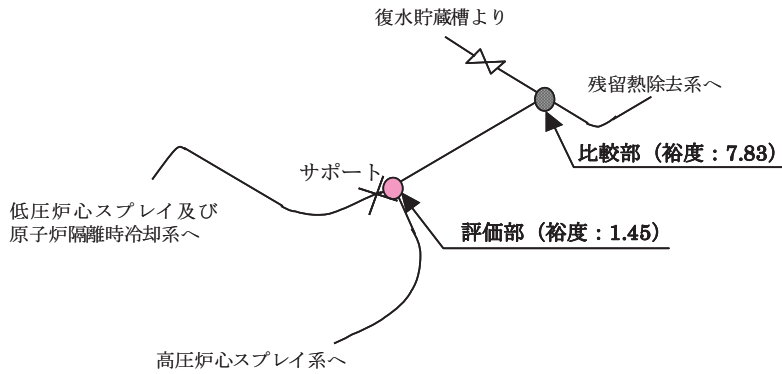 復水貯蔵槽より
残留熱除去系へ
比較部（裕度：7.83）
サポート
低圧炉心スプレイ及び
原子炉隔離時冷却系へ
評価部（裕度：1.45）
高圧炉心スプレイ系へ